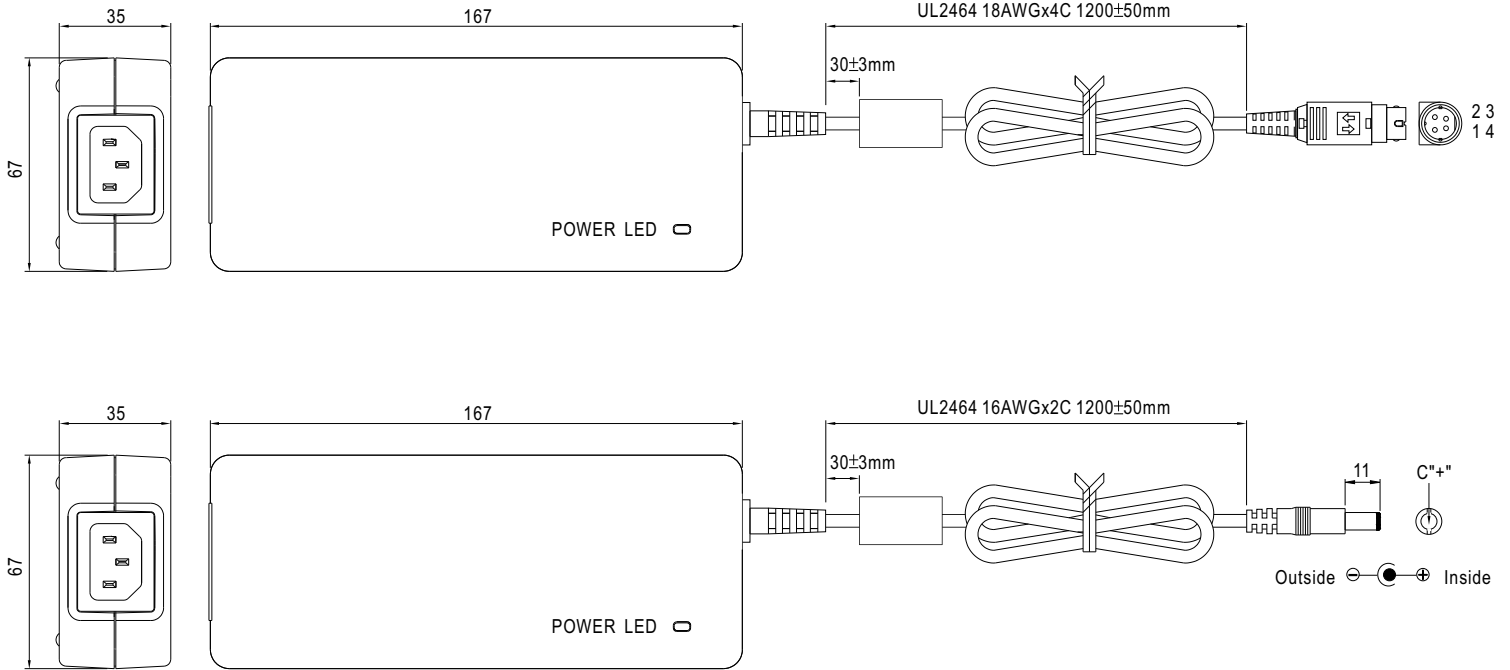 35
167
UL2464 18AWGx4C 1200±50mm
30±3mm
67
2 3
1 4
POWER LED
35
167
UL2464 16AWGx2C 1200±50mm
30±3mm
11
C"+"
67
Outside
Inside
POWER LED